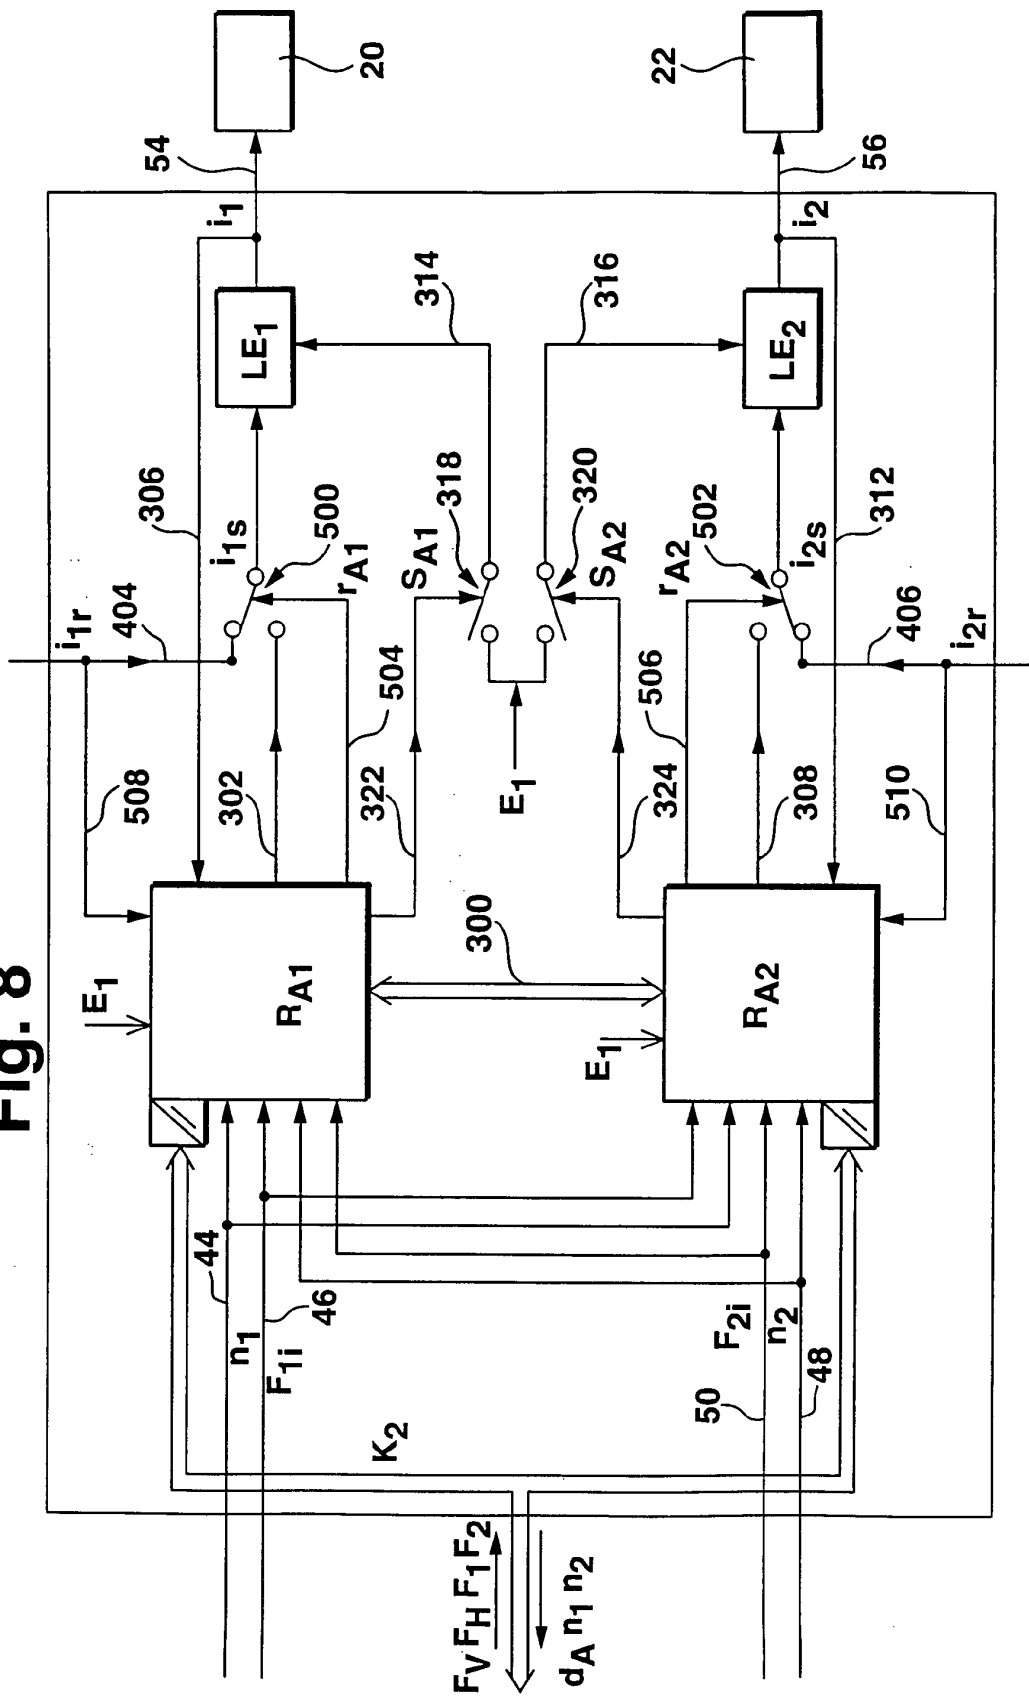 Fig. 8
20
22
54
56
i1
i2
LE1
LE2
314
316
306
312
i1s
i2s
500
502
318
320
rA1
rA2
SA1
SA2
i1r
i2r
404
406
504
506
508
510
302
308
322
324
E1
300
E1
E1
RA1
RA2
44
n1
46
F1i
F2i
n2
50
48
K2
FV FH F1 F2
dA n1 n2